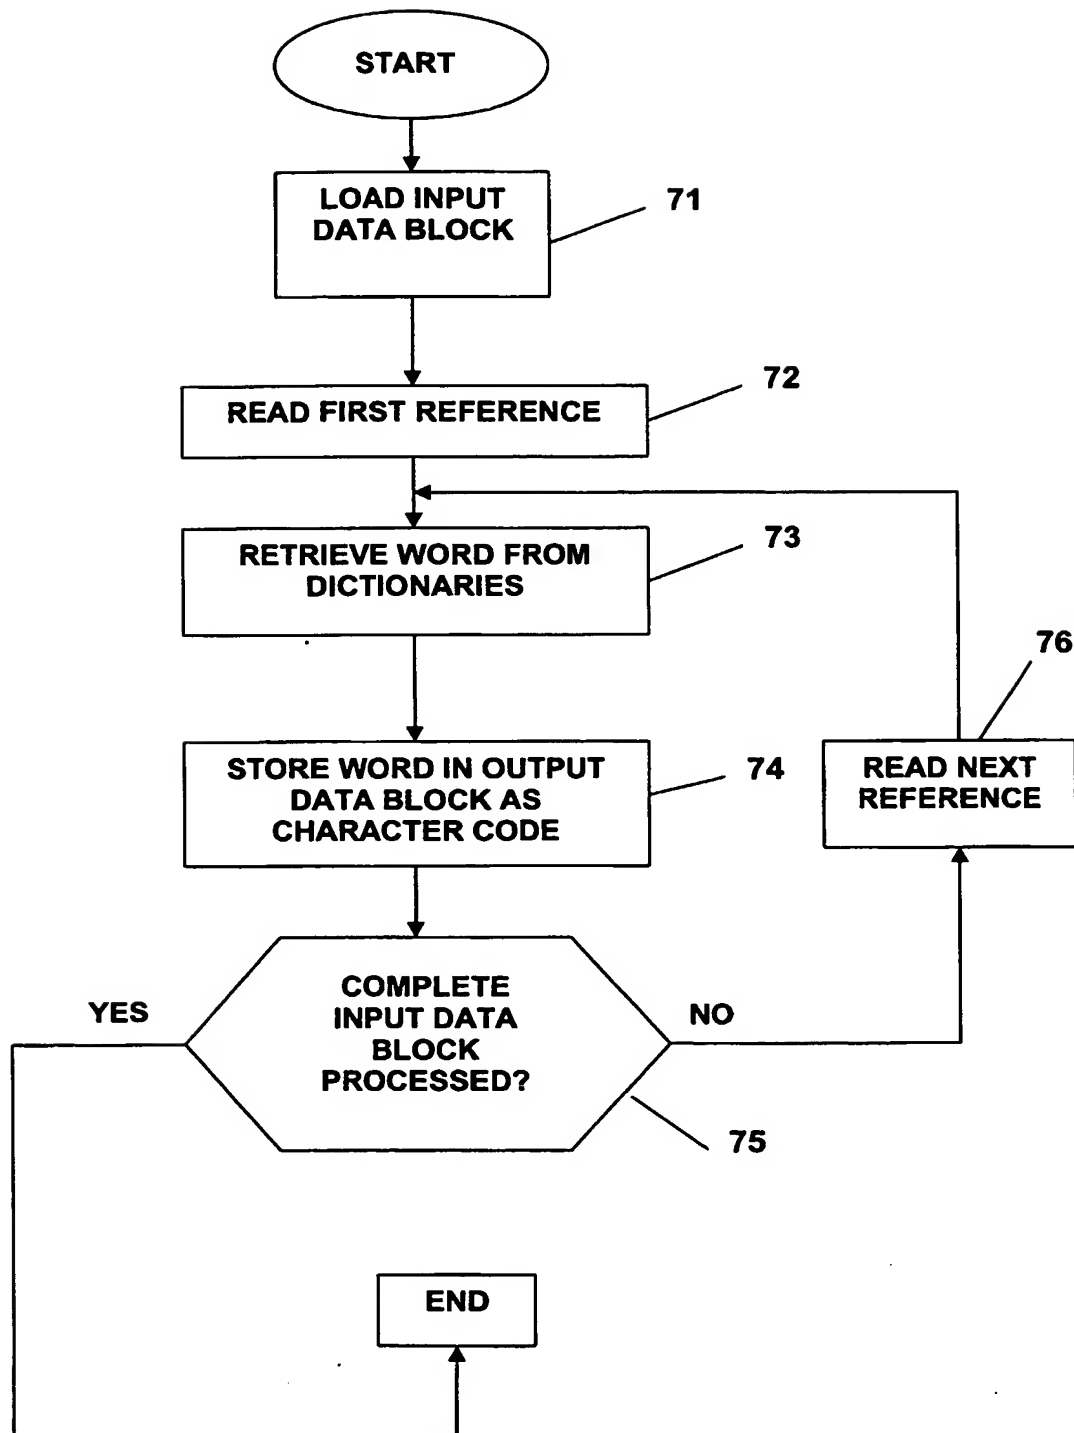 START
LOAD INPUT
DATA BLOCK
71
READ FIRST REFERENCE
72
RETRIEVE WORD FROM
DICTIONARIES
73
STORE WORD IN OUTPUT
DATA BLOCK AS
CHARACTER CODE
74
READ NEXT
REFERENCE
76
COMPLETE
INPUT DATA
BLOCK
PROCESSED?
YES
NO
75
END